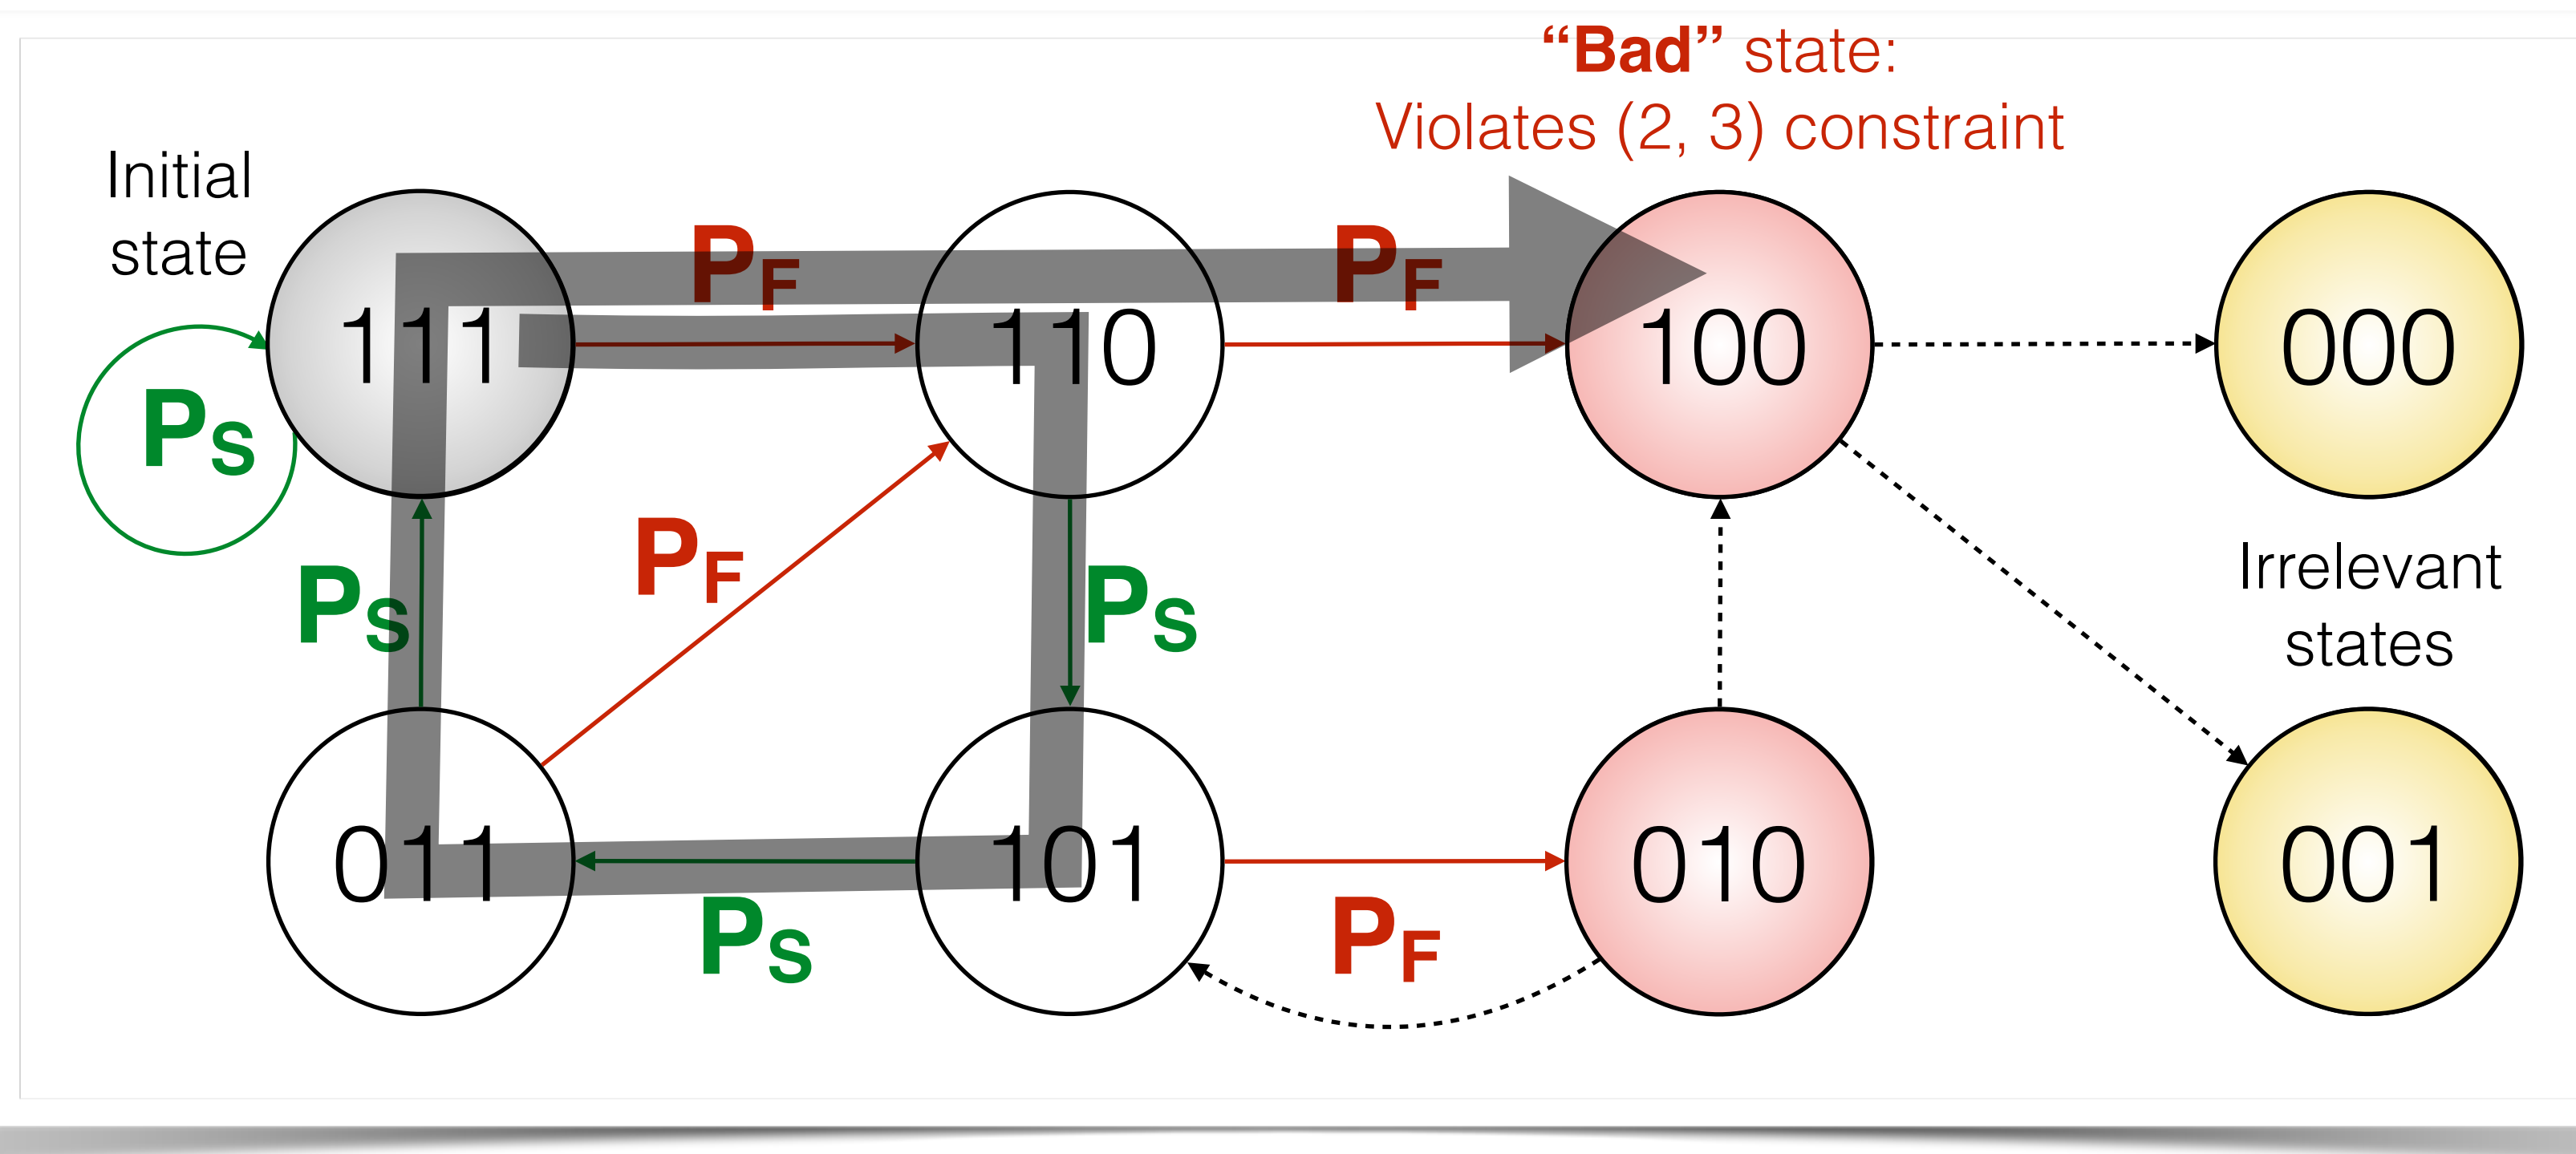 “Bad” state:
Violates (2, 3) constraint
Initial
state
PF
PF
111
110
100
000
PS
PF
PS
PS
Irrelevant
states
011
101
010
001
PS
PF